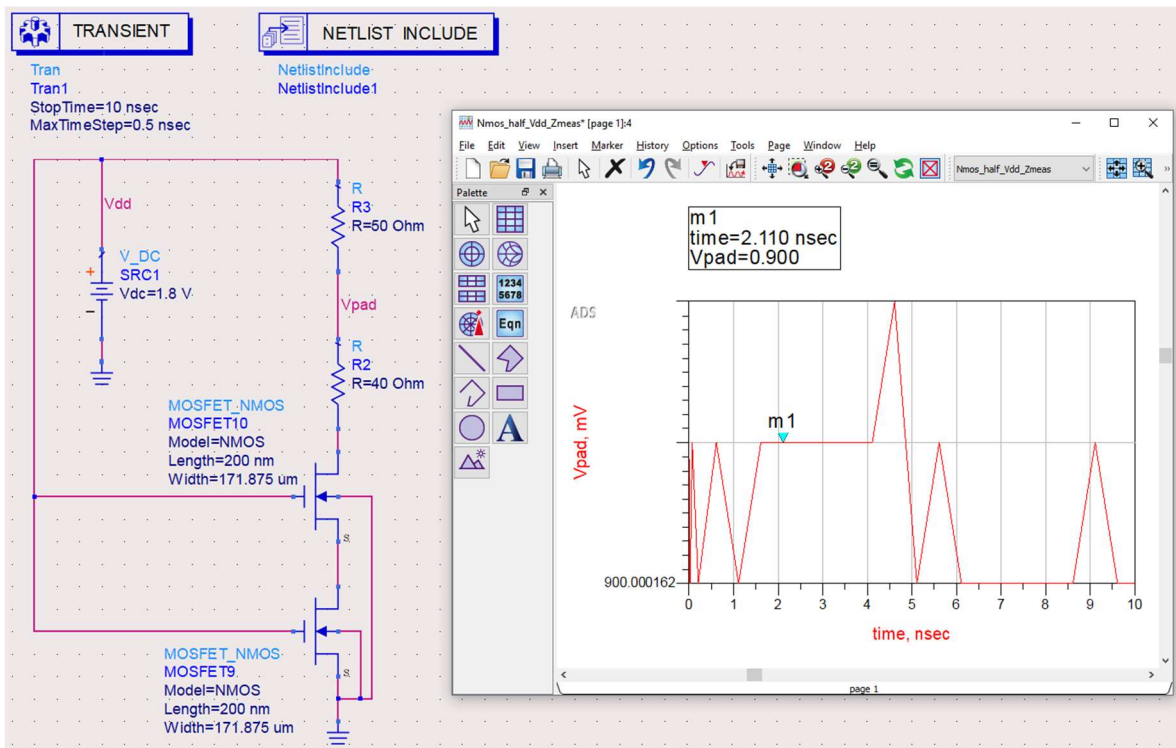 TRANSIENT
NETLIST INCLUDE
Tran
Tran1
StopTime=10 nsec
MaxTimeStep=0.5 nsec
NetlistInclude
NetlistInclude1
Vdd
V_DC
SRC1
Vdc=1.8 V
+
−
R
R3
R=50 Ohm
Vpad
R
R2
R=40 Ohm
MOSFET_NMOS
MOSFET10
Model=NMOS
Length=200 nm
Width=171.875 um
S
MOSFET_NMOS
MOSFET9
Model=NMOS
Length=200 nm
Width=171.875 um
S
Nmos_half_Vdd_Zmeas* [page 1]:4
File Edit View Insert Marker History Options Tools Page Window Help
+2 -2 Nmos_half_Vdd_Zmeas »
Palette
1234
5678
Eqn
A
m1
time=2.110 nsec
Vpad=0.900
ADS
m1
Vpad, mV
900.000162
0 1 2 3 4 5 6 7 8 9 10
time, nsec
page 1